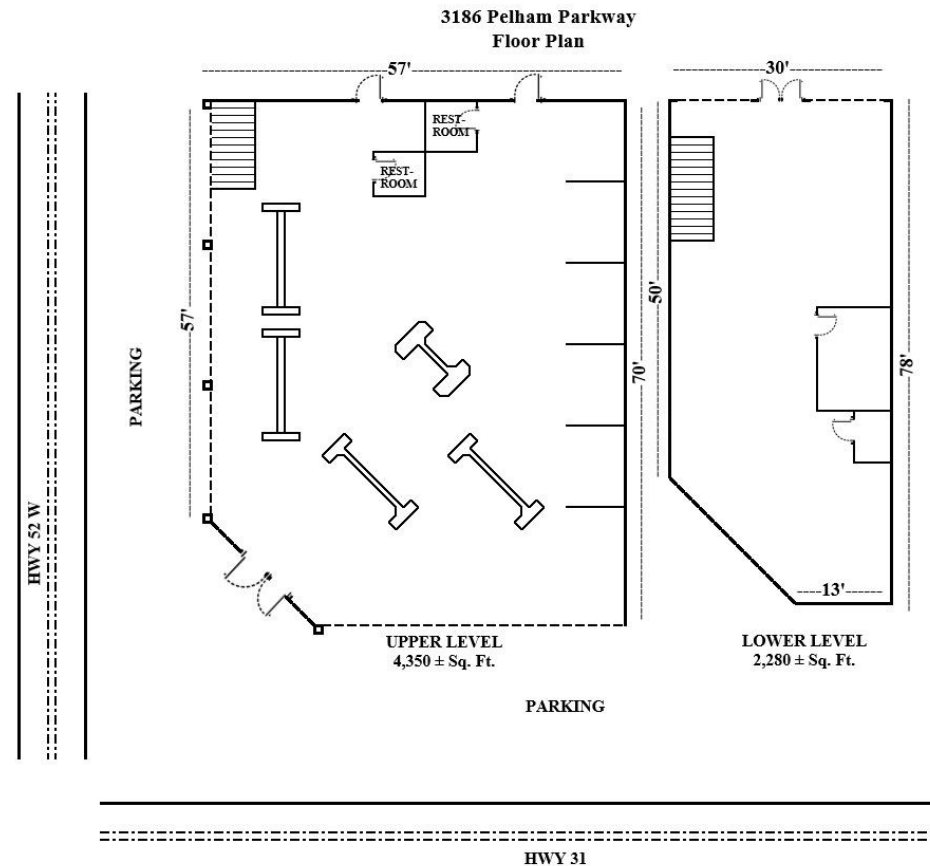 3186 Pelham Parkway
Floor Plan
57'
30'
REST-
ROOM
REST-
ROOM
57'
50'
70'
78'
PARKING
HWY 52 W
13'
UPPER LEVEL
4,350 ± Sq. Ft.
LOWER LEVEL
2,280 ± Sq. Ft.
PARKING
HWY 31